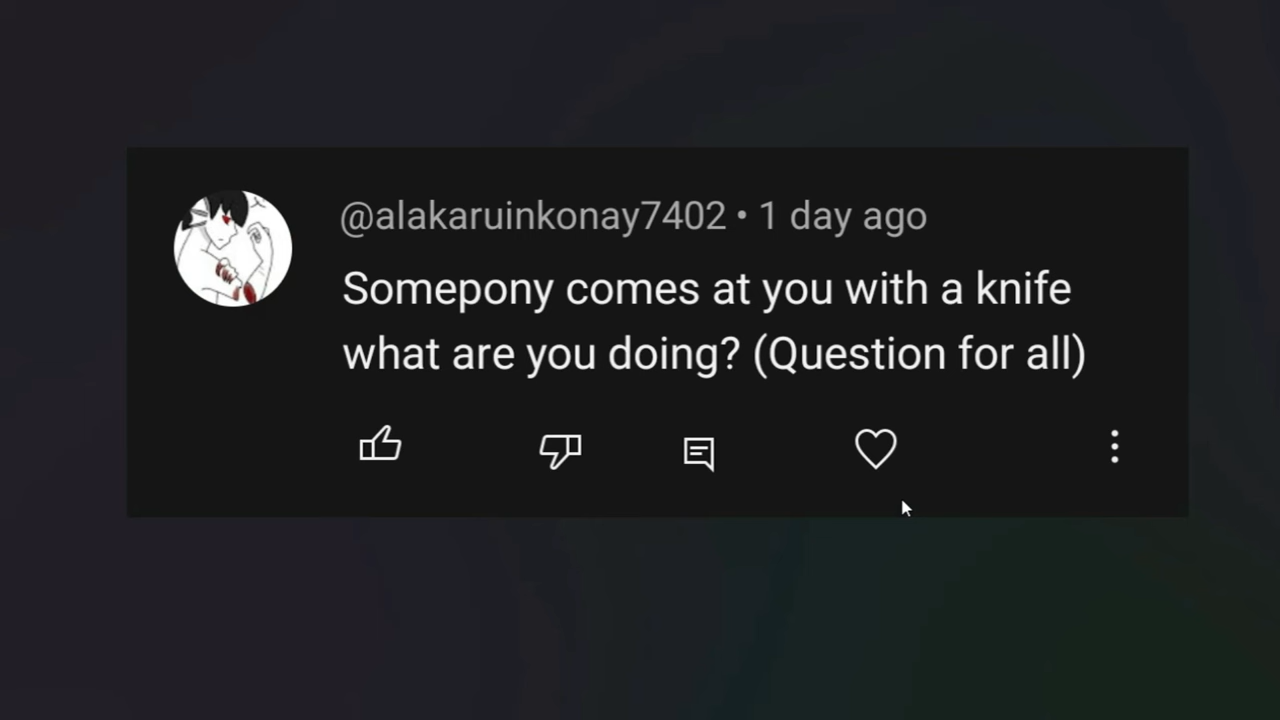 @alakaruinkonay7402 • 1 day ago
Somepony comes at you with a knife
what are you doing? (Question for all)